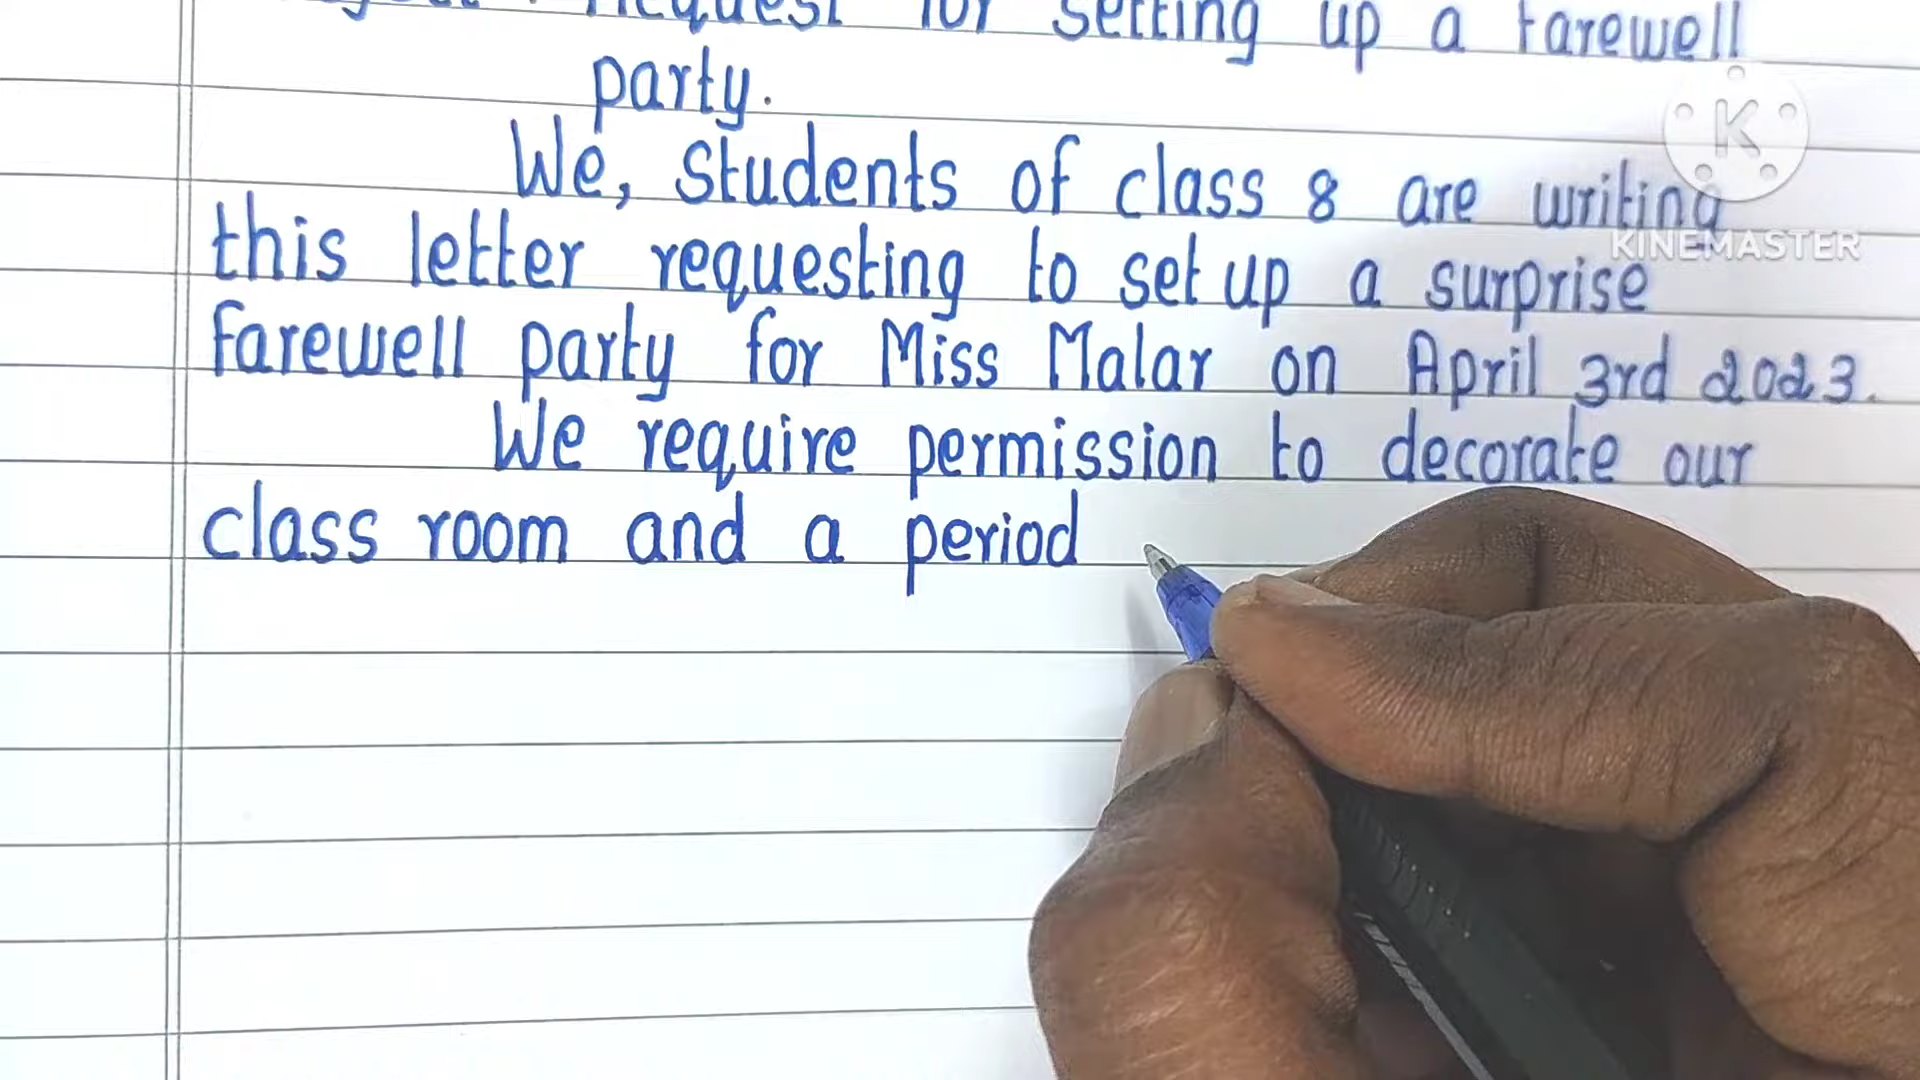 Request for setting up a farewell
party.
We, students of class 8 are writing
this letter requesting to set up a surprise
farewell party for Miss Malar on April 3rd 2023.
We require permission to decorate our
class room and a period
K
KINEMASTER